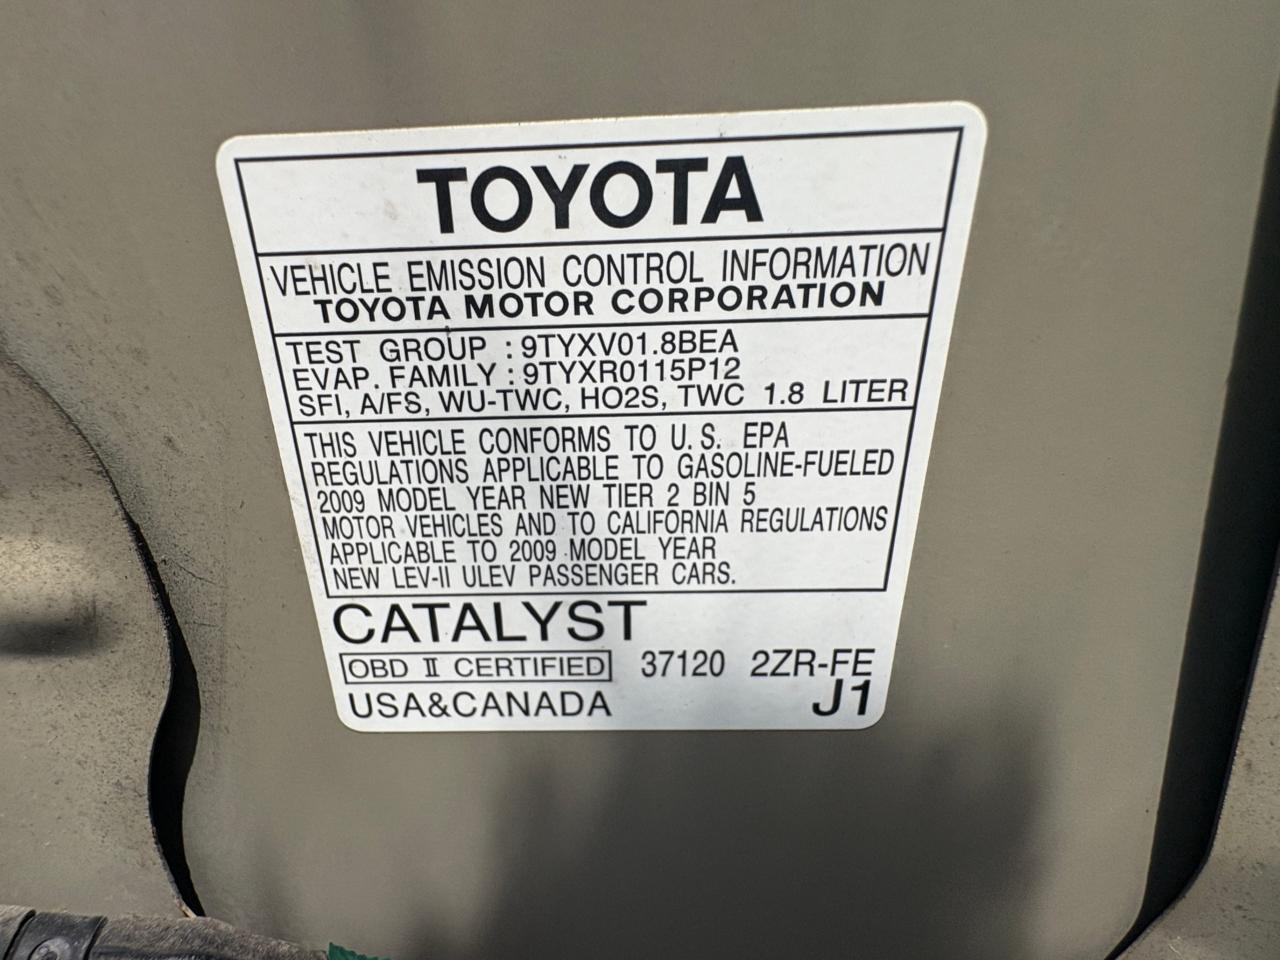 TOYOTA
VEHICLE EMISSION CONTROL INFORMATION
TOYOTA MOTOR CORPORATION
TEST GROUP : 9TYXV01.8BEA
EVAP. FAMILY : 9TYXR0115P12
SFI, A/FS, WU-TWC, HO2S, TWC 1.8 LITER
THIS VEHICLE CONFORMS TO U.S. EPA
REGULATIONS APPLICABLE TO GASOLINE-FUELED
2009 MODEL YEAR NEW TIER 2 BIN 5
MOTOR VEHICLES AND TO CALIFORNIA REGULATIONS
APPLICABLE TO 2009 MODEL YEAR
NEW LEV-II ULEV PASSENGER CARS.
CATALYST
OBD II CERTIFIED 37120 2ZR-FE
USA&CANADA J1